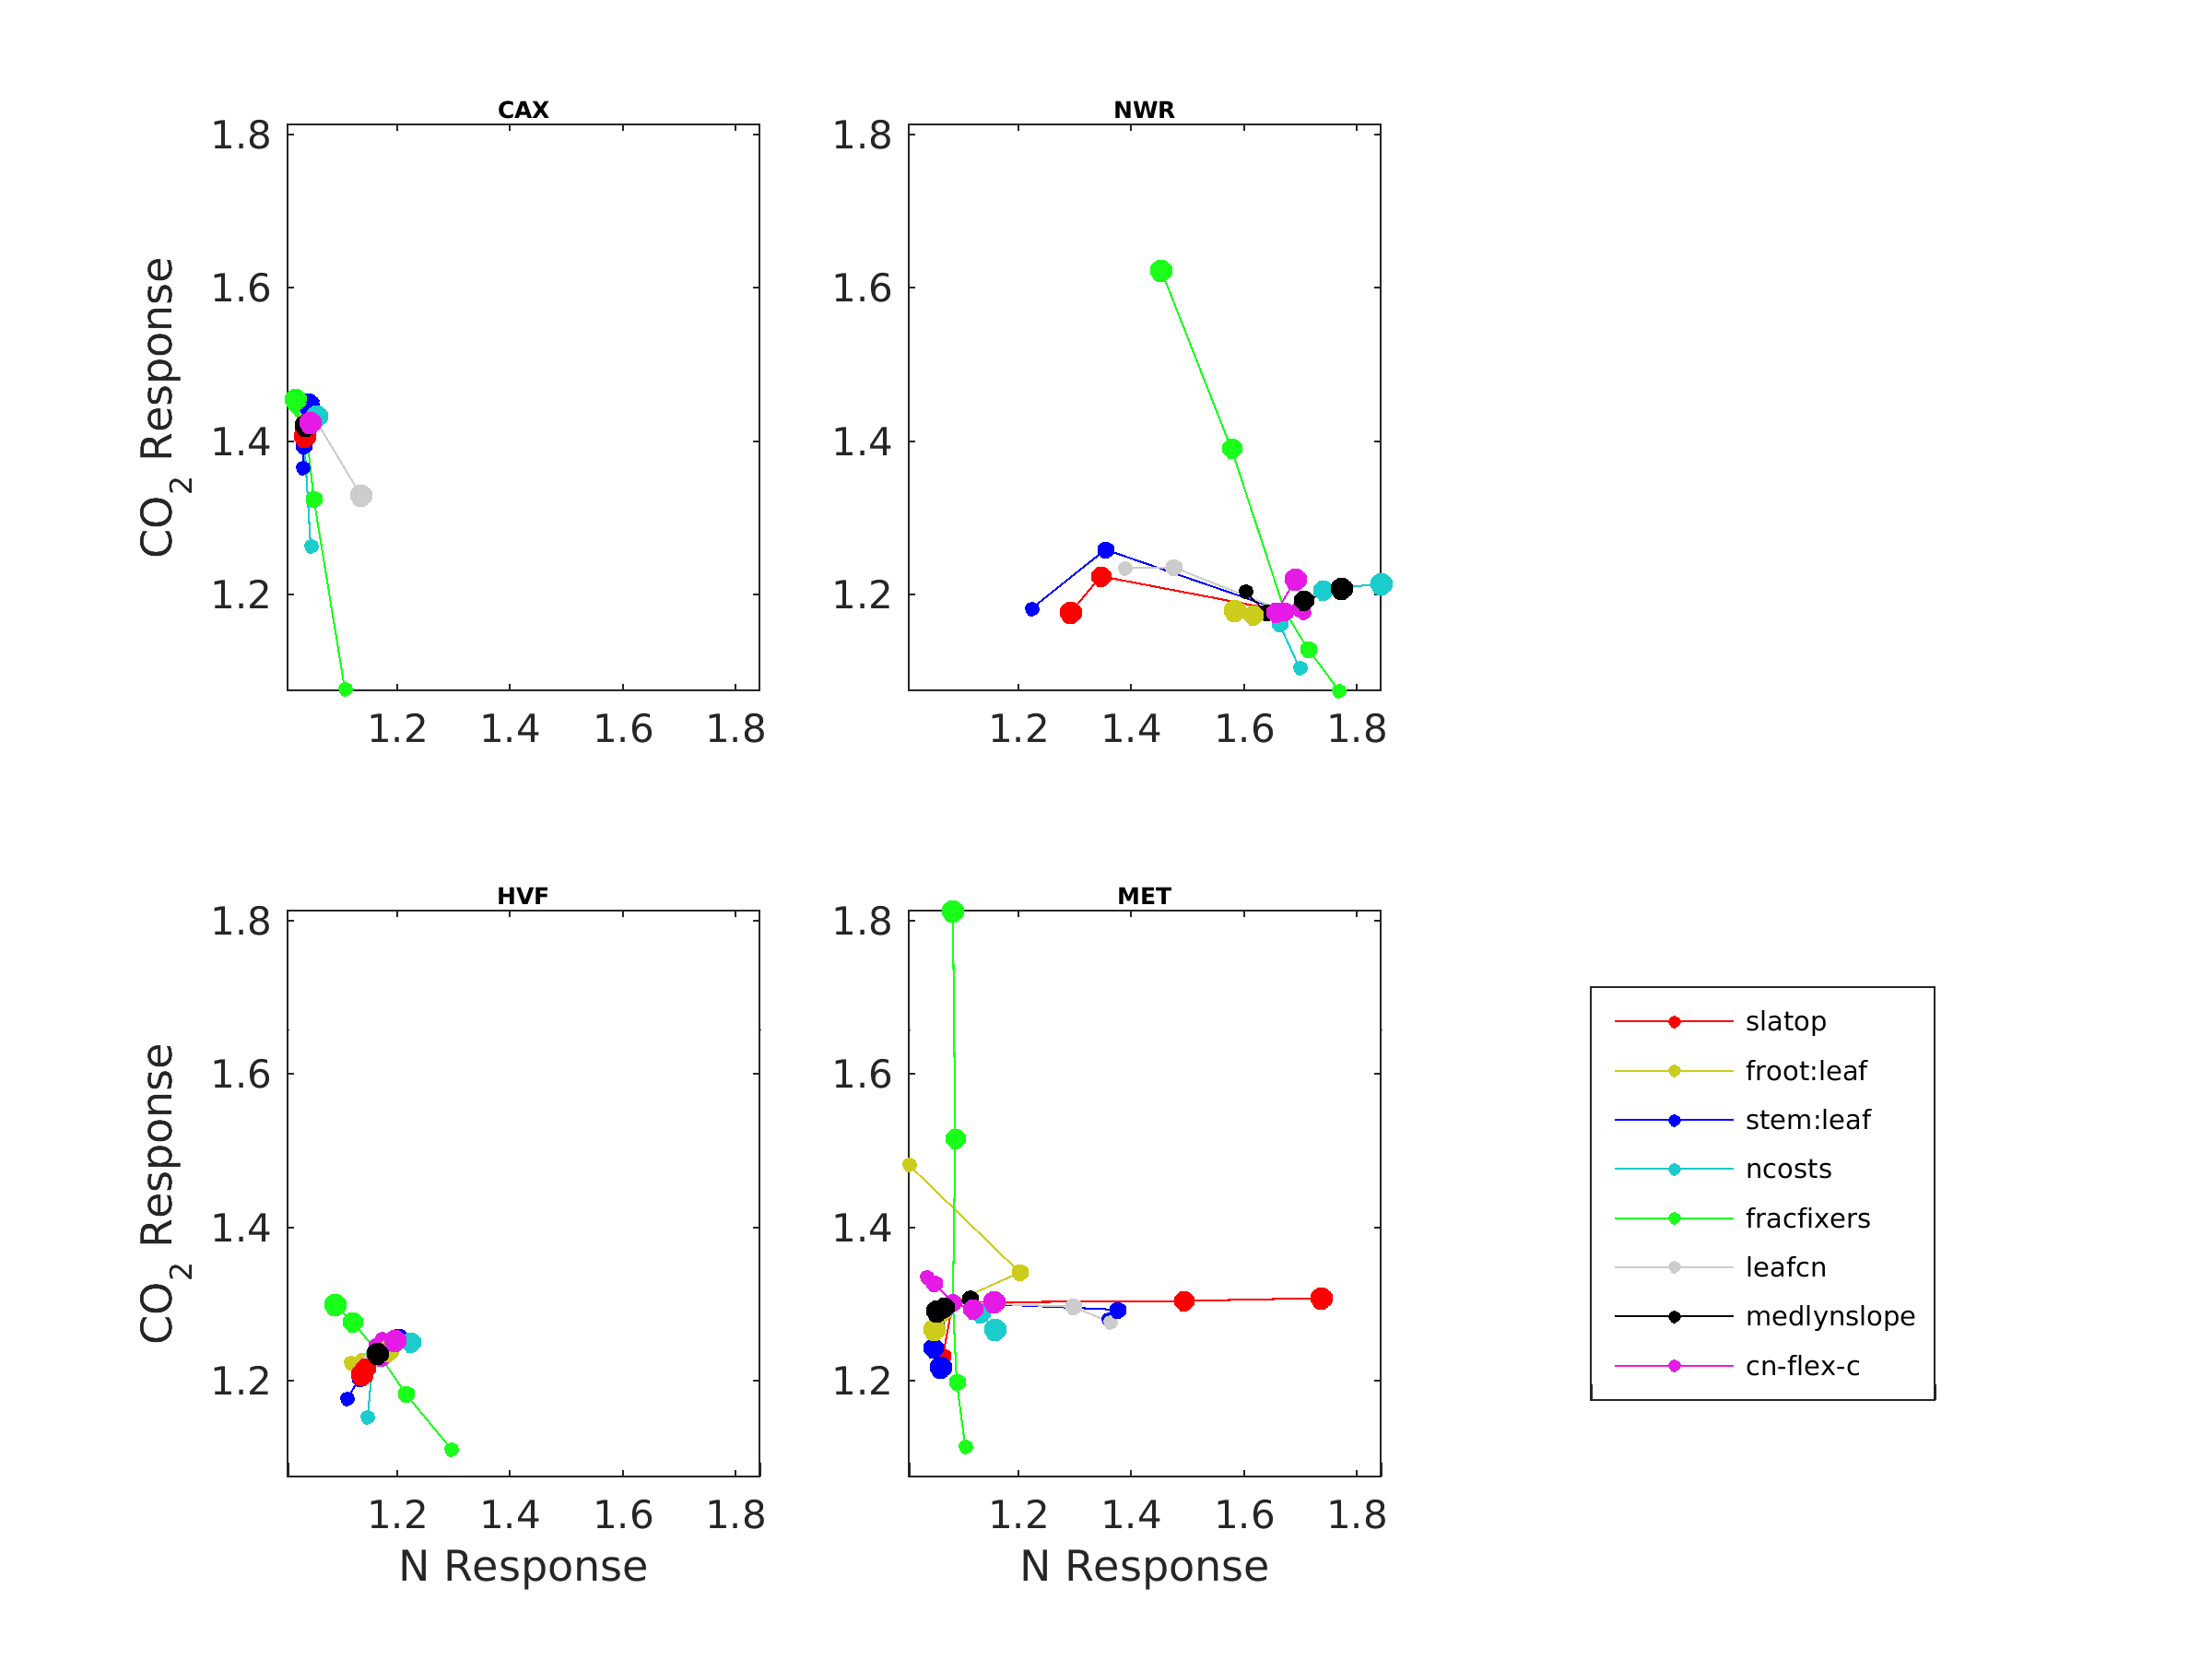 CAX
NWR
1.8
1.6
1.4
1.2
CO2 Response
1.8
1.6
1.4
1.2
1.2 1.4 1.6 1.8
1.2 1.4 1.6 1.8
HVF
MET
1.8
1.6
1.4
1.2
CO2 Response
1.8
1.6
1.4
1.2
1.2 1.4 1.6 1.8
1.2 1.4 1.6 1.8
N Response
N Response
slatop
froot:leaf
stem:leaf
ncosts
fracfixers
leafcn
medlynslope
cn-flex-c